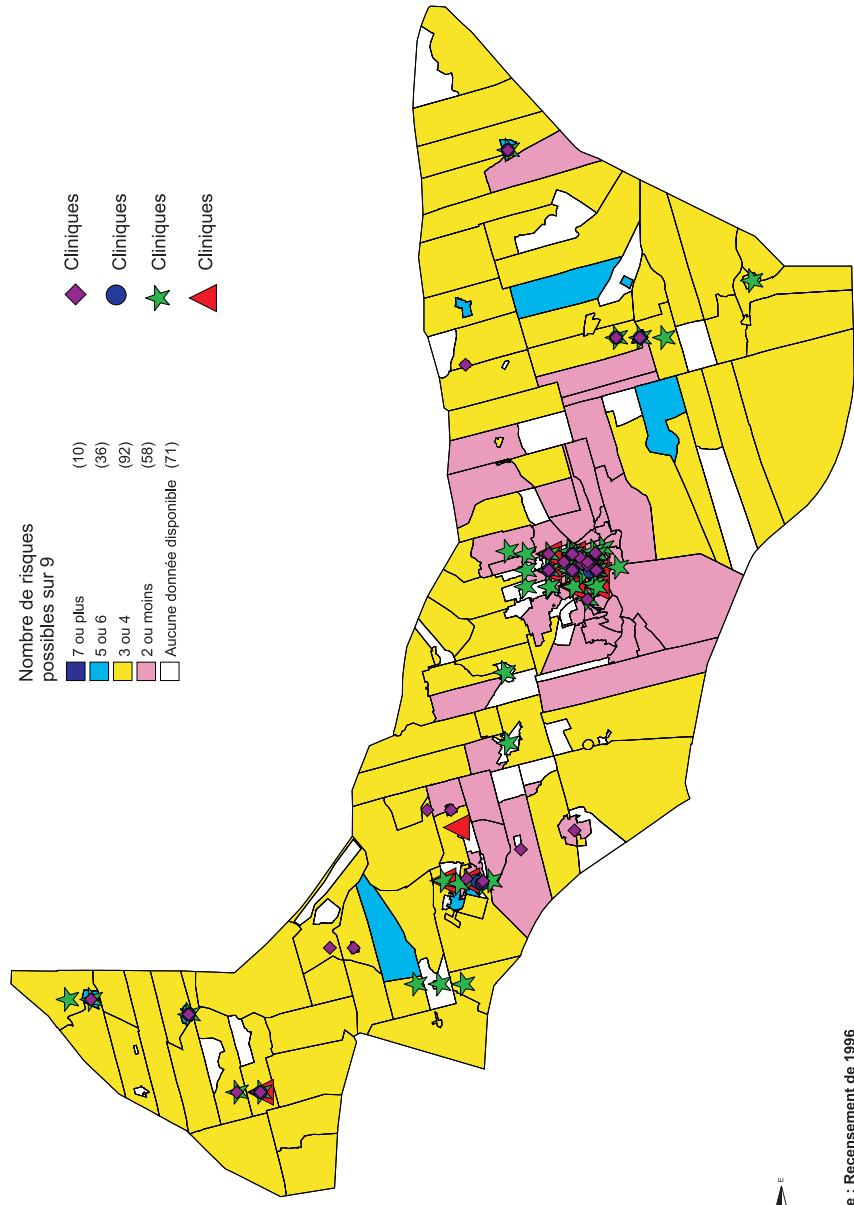 Nombre de risques
possibles sur 9
7 ou plus (10)
5 ou 6 (36)
3 ou 4 (92)
2 ou moins (58)
Aucune donnée disponible (71)
Cliniques
Cliniques
Cliniques
Cliniques
E
e : Recensement de 1996